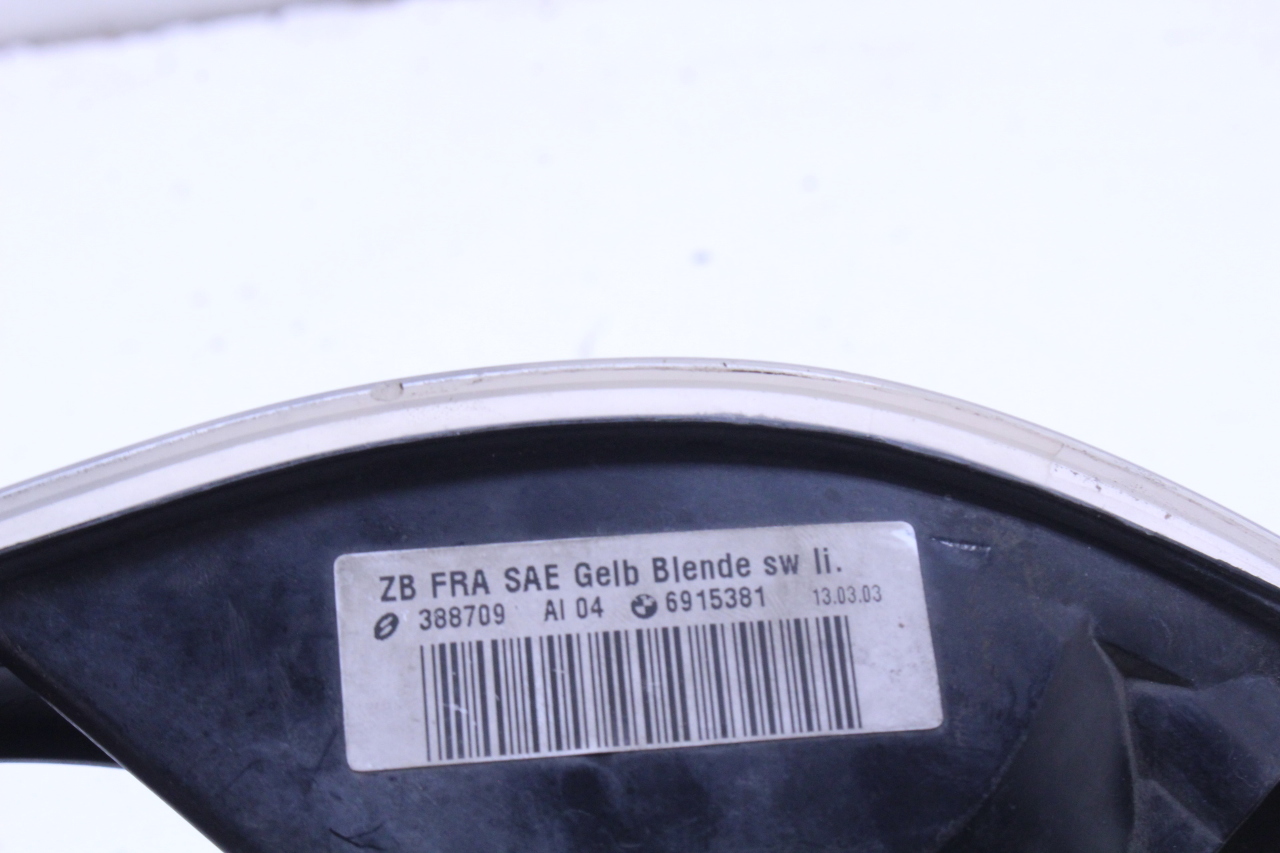 ZB FRA SAE Gelb Blende sw li.
388709 AI 04 6915381 13.03.03